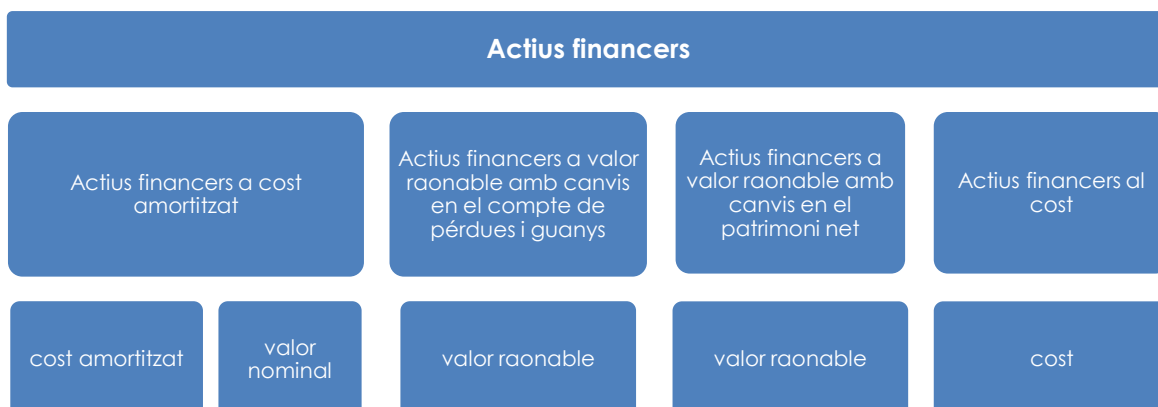 Actius financers
Actius financers a cost
amortitzat
Actius financers a valor
raonable amb canvis
en el compte de
pérdues i guanys
Actius financers a
valor raonable amb
canvis en el
patrimoni net
Actius financers al
cost
cost amortitzat
valor
nominal
valor raonable
valor raonable
cost